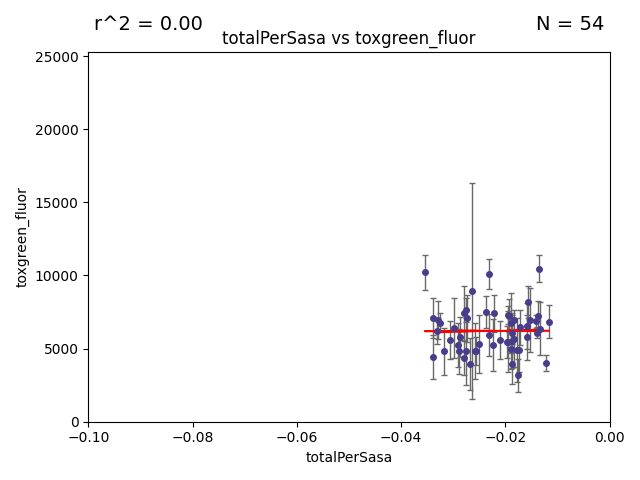 r^2 = 0.00
N = 54
totalPerSasa vs toxgreen_fluor
25000
20000
15000
10000
5000
0
toxgreen_fluor
−0.10
−0.08
−0.06
−0.04
−0.02
0.00
totalPerSasa